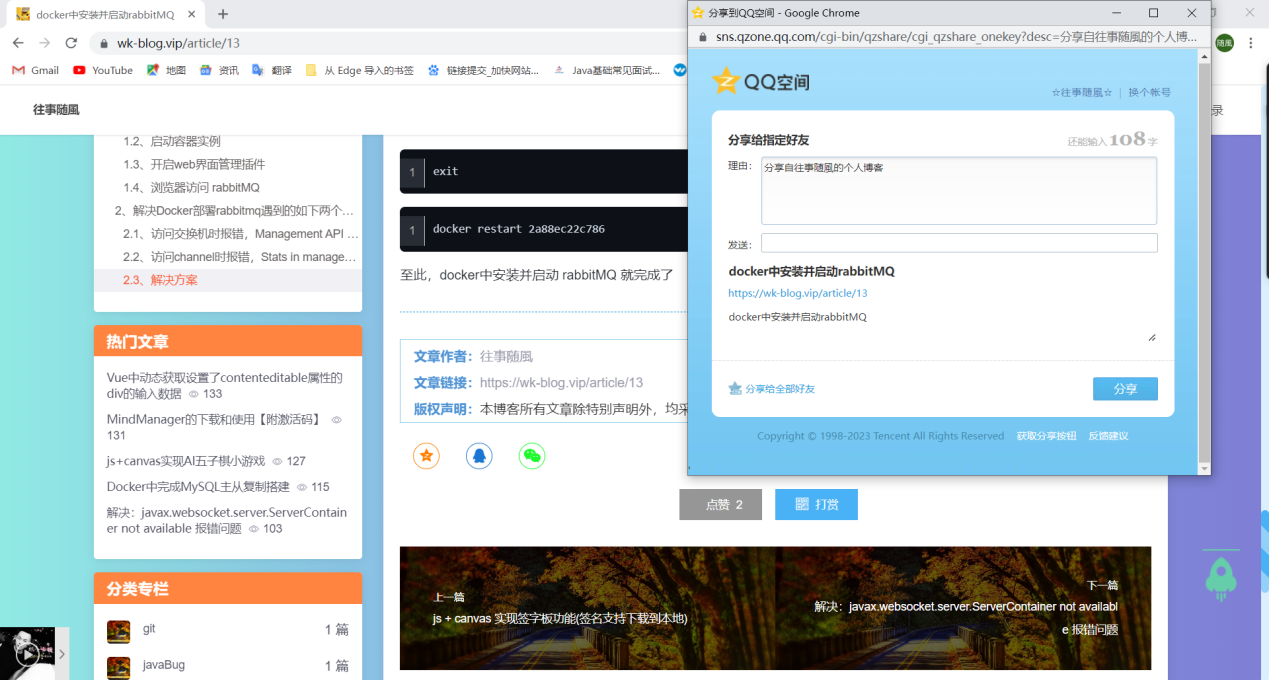 docker中安装并启动rabbitMQ
wk-blog.vip/article/13
Gmail
YouTube
地图
资讯
翻译
从 Edge 导入的书签
链接提交_加快网站...
Java基础常见面试...
随風
往事随風
录
1.2、启动容器实例
1.3、开启web界面管理插件
1.4、浏览器访问 rabbitMQ
2、解决Docker部署rabbitmq遇到的如下两个…
2.1、访问交换机时报错，Management API …
2.2、访问channel时报错，Stats in manage…
2.3、解决方案
热门文章
Vue中动态获取设置了contenteditable属性的
div的输入数据 133
MindManager的下载和使用【附激活码】
131
js+canvas实现AI五子棋小游戏 127
Docker中完成MySQL主从复制搭建 115
解决：javax.websocket.server.ServerContain
er not available 报错问题 103
分类专栏
git 1 篇
javaBug 1 篇
1 exit
1 docker restart 2a88ec22c786
至此，docker中安装并启动 rabbitMQ 就完成了
文章作者：往事随風
文章链接：https://wk-blog.vip/article/13
版权声明：本博客所有文章除特别声明外，均采
点赞 2
打赏
上一篇
js + canvas 实现签字板功能(签名支持下载到本地)
下一篇
解决：javax.websocket.server.ServerContainer not availabl
e 报错问题
分享到QQ空间 - Google Chrome
sns.qzone.qq.com/cgi-bin/qzshare/cgi_qzshare_onekey?desc=分享自往事随風的个人博...
QQ空间
☆往事随風☆ | 换个帐号
分享给指定好友
还能输入108字
理由：
分享自往事随風的个人博客
发送：
docker中安装并启动rabbitMQ
https://wk-blog.vip/article/13
docker中安装并启动rabbitMQ
分享给全部好友
分享
Copyright © 1998-2023 Tencent All Rights Reserved 获取分享按钮 反馈建议